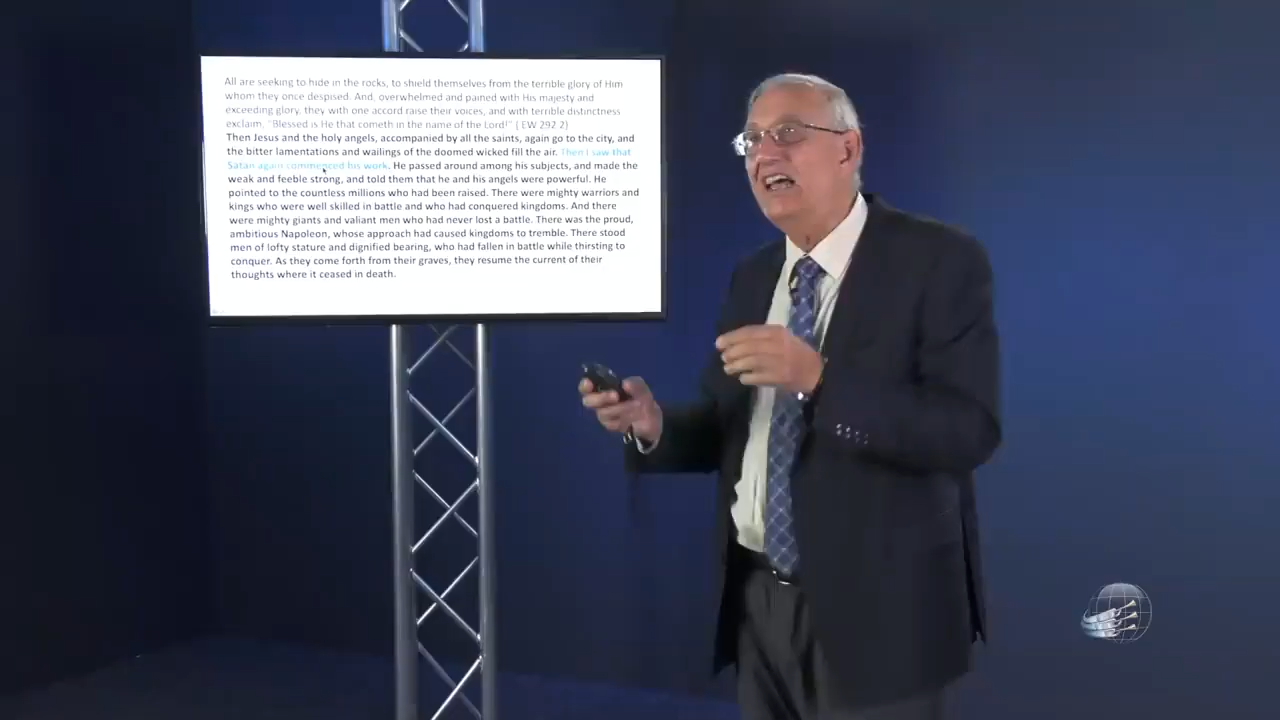 All are seeking to hide in the rocks, to shield themselves from the terrible glory of Him
whom they once despised. And, overwhelmed and pained with His majesty and
exceeding glory, they with one accord raise their voices, and with terrible distinctness
exclaim, "Blessed is He that cometh in the name of the Lord!" ( EW 292.2)
Then Jesus and the holy angels, accompanied by all the saints, again go to the city, and
the bitter lamentations and wailings of the doomed wicked fill the air. Then I saw that
Satan again commenced his work. He passed around among his subjects, and made the
weak and feeble strong, and told them that he and his angels were powerful. He
pointed to the countless millions who had been raised. There were mighty warriors and
kings who were well skilled in battle and who had conquered kingdoms. And there
were mighty giants and valiant men who had never lost a battle. There was the proud,
ambitious Napoleon, whose approach had caused kingdoms to tremble. There stood
men of lofty stature and dignified bearing, who had fallen in battle while thirsting to
conquer. As they come forth from their graves, they resume the current of their
thoughts where it ceased in death.